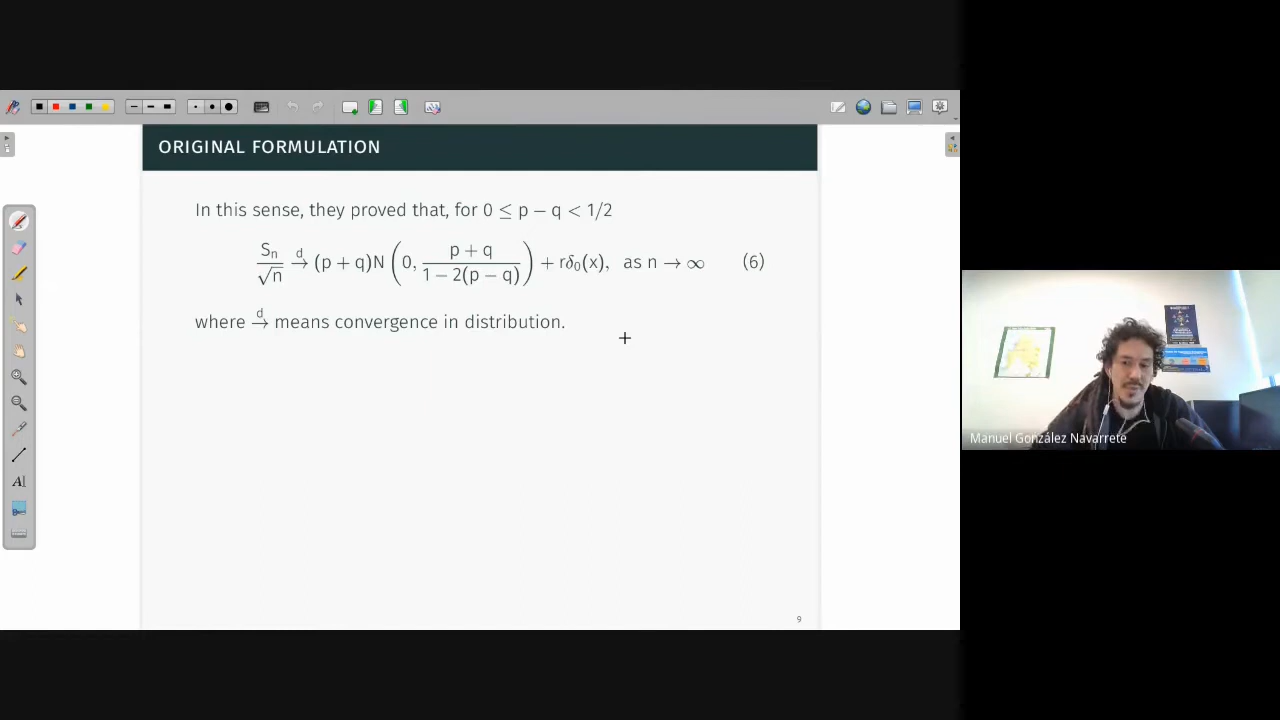 ORIGINAL FORMULATION
In this sense, they proved that, for 0 ≤ p − q < 1/2
S_n/√n →^d (p + q)N (0, (p + q)/(1 − 2(p − q))) + rδ₀(x), as n → ∞ (6)
where →^d means convergence in distribution.
9
Manuel González Navarrete